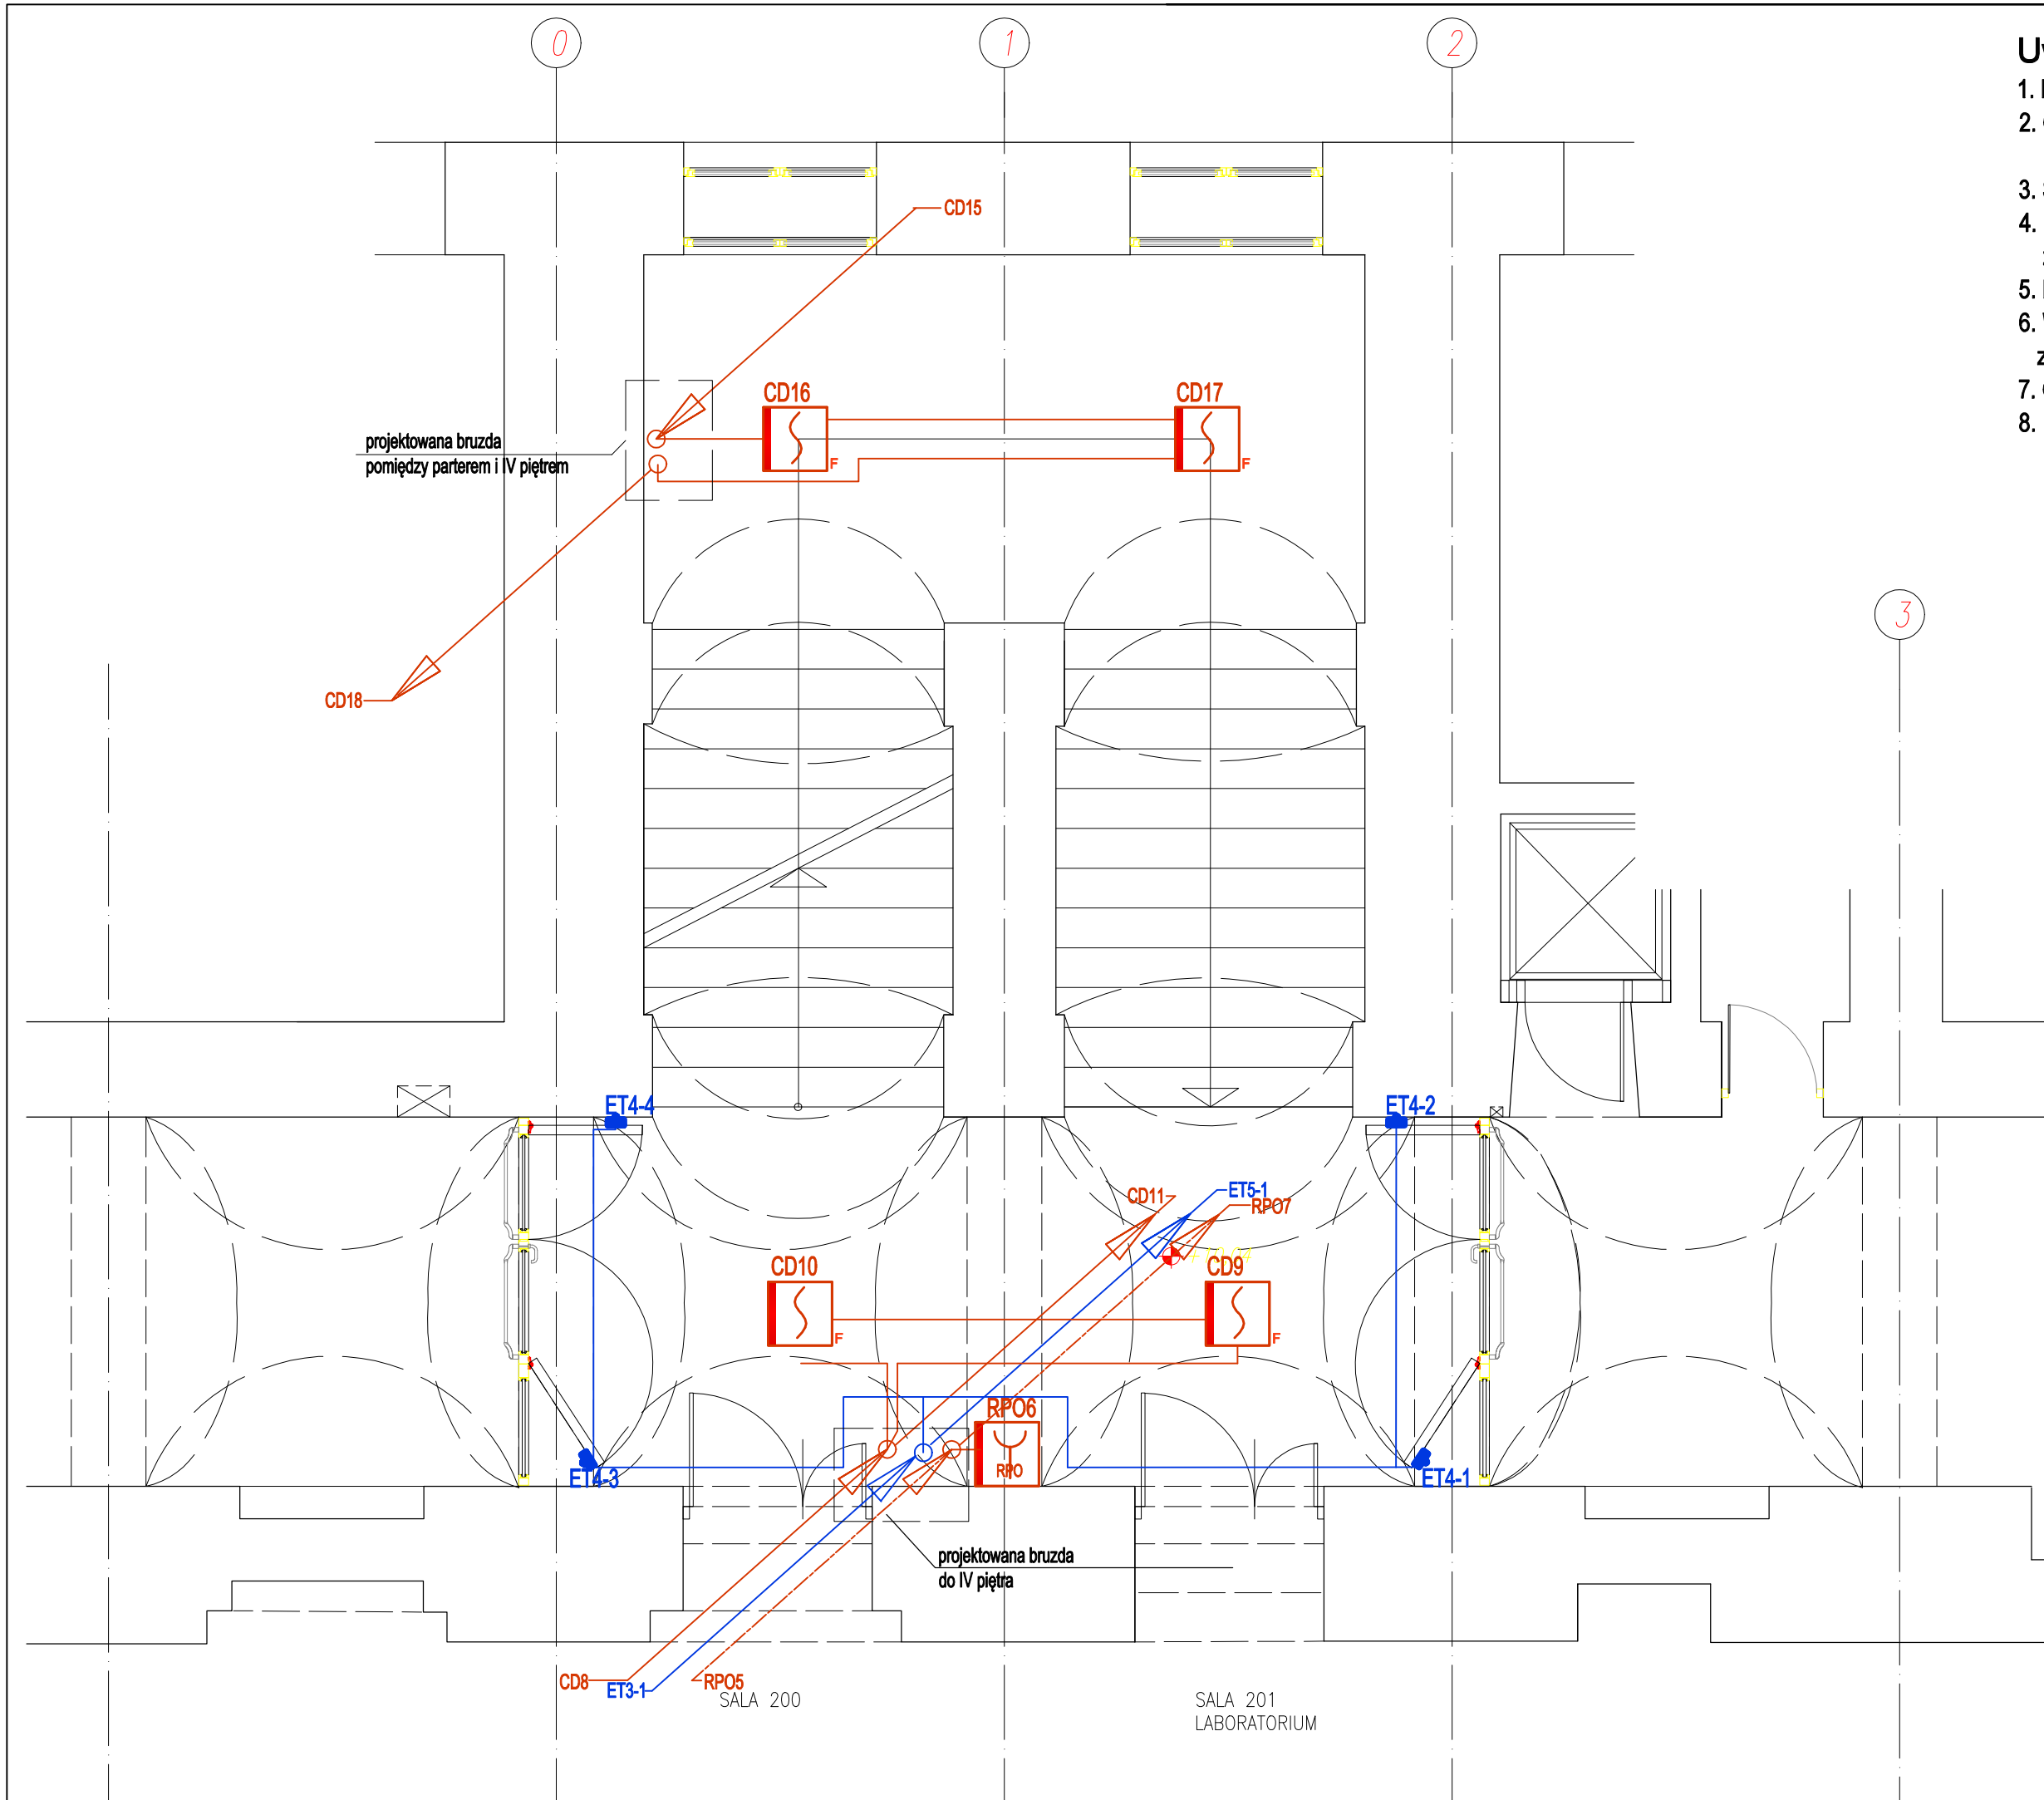 0
1
2
1.
2.
3.
4.
5.
6.
7.
8.
CD15
CD16
CD17
F
F
projektowana bruzda
pomiędzy parterem i IV piętrem
3
CD18
ET4-4
ET4-2
CD11
ET5-1
RPO7
CD10
CD9
F
F
RPO6
RPO
ET4-3
ET4-1
projektowana bruzda
do IV piętra
CD8
ET3-1
RPO5
SALA 200
SALA 201
LABORATORIUM